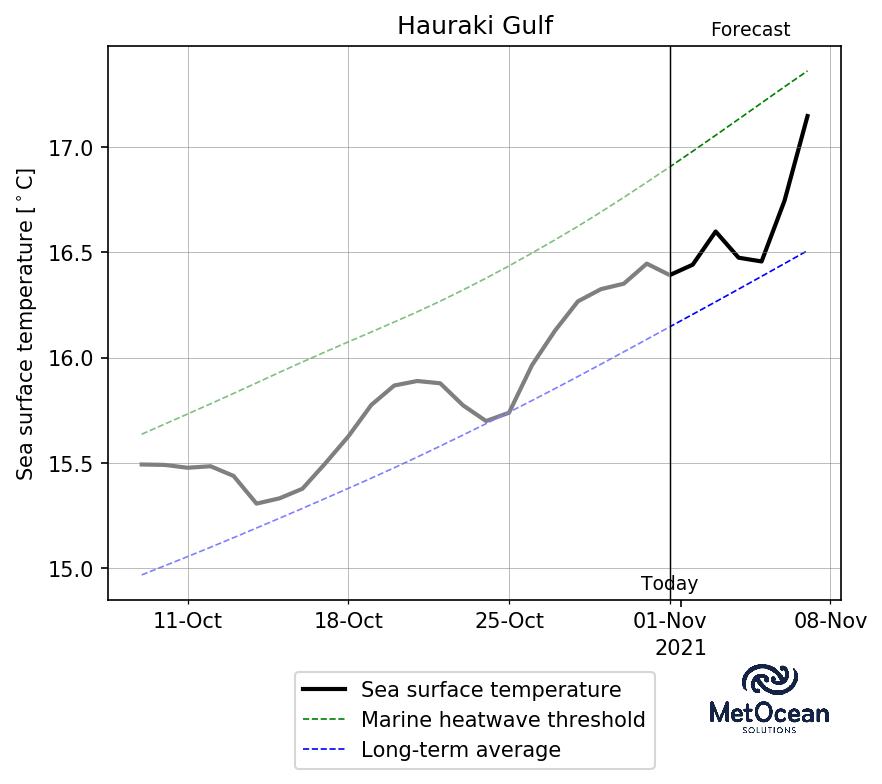 Hauraki Gulf
Forecast
Sea surface temperature [°C]
17.0
16.5
16.0
15.5
15.0
Today
11-Oct 18-Oct 25-Oct 01-Nov 08-Nov
2021
Sea surface temperature
Marine heatwave threshold
Long-term average
MetOcean
SOLUTIONS